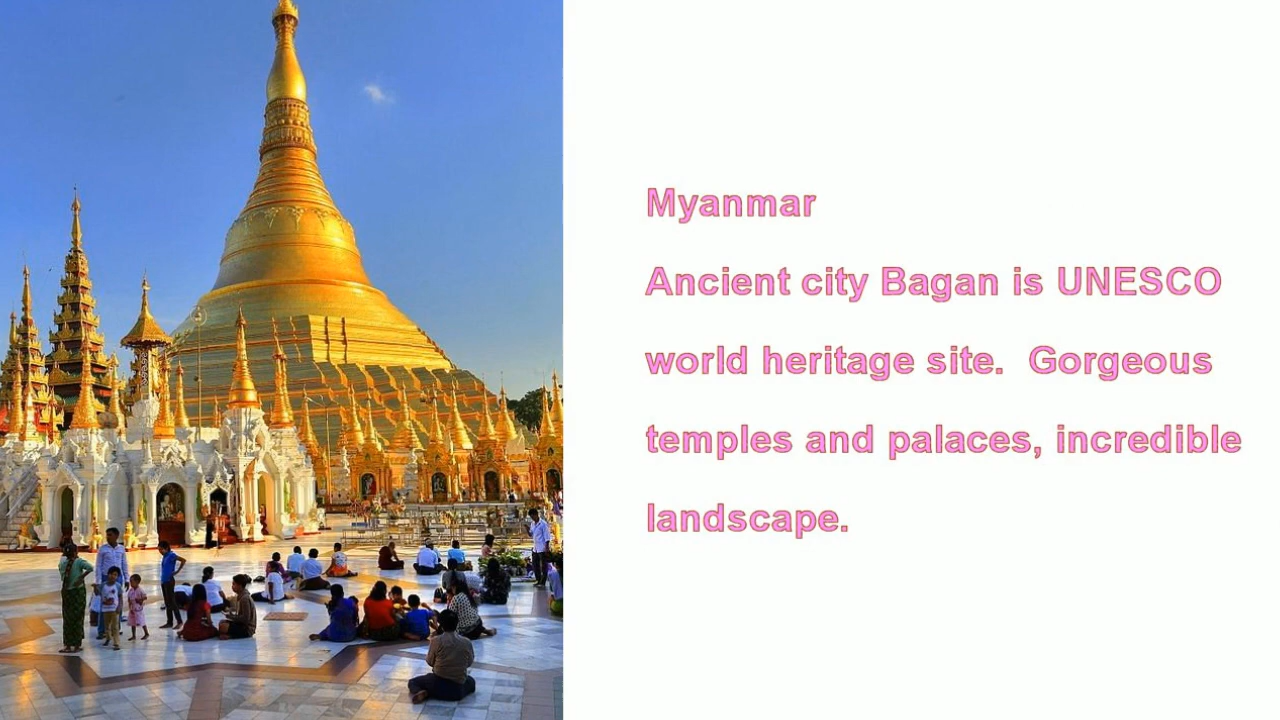 Myanmar
Ancient city Bagan is UNESCO
world heritage site.  Gorgeous
temples and palaces, incredible
landscape.